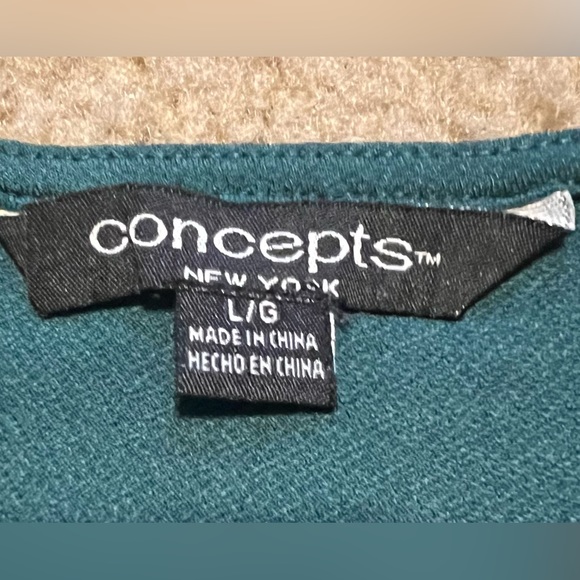 concepts™
NEW YORK
L/G
MADE IN CHINA
HECHO EN CHINA